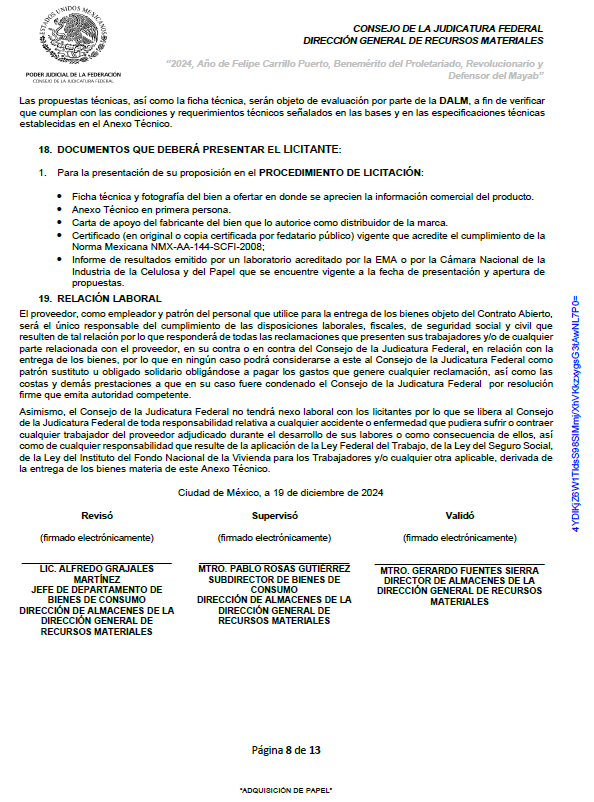 ESTADOS UNIDOS MEXICANOS
PODER JUDICIAL DE LA FEDERACIÓN
CONSEJO DE LA JUDICATURA FEDERAL
CONSEJO DE LA JUDICATURA FEDERAL
DIRECCIÓN GENERAL DE RECURSOS MATERIALES
“2024, Año de Felipe Carrillo Puerto, Benemérito del Proletariado, Revolucionario y
Defensor del Mayab”
Las propuestas técnicas, así como la ficha técnica, serán objeto de evaluación por parte de la DALM, a fin de verificar
que cumplan con las condiciones y requerimientos técnicos señalados en las bases y en las especificaciones técnicas
establecidas en el Anexo Técnico.
18. DOCUMENTOS QUE DEBERÁ PRESENTAR EL LICITANTE:
1. Para la presentación de su proposición en el PROCEDIMIENTO DE LICITACIÓN:
• Ficha técnica y fotografía del bien a ofertar en donde se aprecien la información comercial del producto.
• Anexo Técnico en primera persona.
• Carta de apoyo del fabricante del bien que lo autorice como distribuidor de la marca.
• Certificado (en original o copia certificada por fedatario público) vigente que acredite el cumplimiento de la
Norma Mexicana NMX-AA-144-SCFI-2008;
• Informe de resultados emitido por un laboratorio acreditado por la EMA o por la Cámara Nacional de la
Industria de la Celulosa y del Papel que se encuentre vigente a la fecha de presentación y apertura de
propuestas.
19. RELACIÓN LABORAL
El proveedor, como empleador y patrón del personal que utilice para la entrega de los bienes objeto del Contrato Abierto,
será el único responsable del cumplimiento de las disposiciones laborales, fiscales, de seguridad social y civil que
resulten de tal relación por lo que responderá de todas las reclamaciones que presenten sus trabajadores y/o de cualquier
parte relacionada con el proveedor, en su contra o en contra del Consejo de la Judicatura Federal, en relación con la
entrega de los bienes, por lo que en ningún caso podrá considerarse a este al Consejo de la Judicatura Federal como
patrón sustituto u obligado solidario obligándose a pagar los gastos que genere cualquier reclamación, así como las
costas y demás prestaciones a que en su caso fuere condenado el Consejo de la Judicatura Federal por resolución
firme que emita autoridad competente.
Asimismo, el Consejo de la Judicatura Federal no tendrá nexo laboral con los licitantes por lo que se libera al Consejo
de la Judicatura Federal de toda responsabilidad relativa a cualquier accidente o enfermedad que pudiera sufrir o contraer
cualquier trabajador del proveedor adjudicado durante el desarrollo de sus labores o como consecuencia de ellos, así
como de cualquier responsabilidad que resulte de la aplicación de la Ley Federal del Trabajo, de la Ley del Seguro Social,
de la Ley del Instituto del Fondo Nacional de la Vivienda para los Trabajadores y/o cualquier otra aplicable, derivada de
la entrega de los bienes materia de este Anexo Técnico.
Ciudad de México, a 19 de diciembre de 2024
Revisó
(firmado electrónicamente)
LIC. ALFREDO GRAJALES
MARTÍNEZ
JEFE DE DEPARTAMENTO DE
BIENES DE CONSUMO
DIRECCIÓN DE ALMACENES DE LA
DIRECCIÓN GENERAL DE
RECURSOS MATERIALES
Supervisó
(firmado electrónicamente)
MTRO. PABLO ROSAS GUTIÉRREZ
SUBDIRECTOR DE BIENES DE
CONSUMO
DIRECCIÓN DE ALMACENES DE LA
DIRECCIÓN GENERAL DE
RECURSOS MATERIALES
Validó
(firmado electrónicamente)
MTRO. GERARDO FUENTES SIERRA
DIRECTOR DE ALMACENES DE LA
DIRECCIÓN GENERAL DE RECURSOS
MATERIALES
Página 8 de 13
"ADQUISICIÓN DE PAPEL"